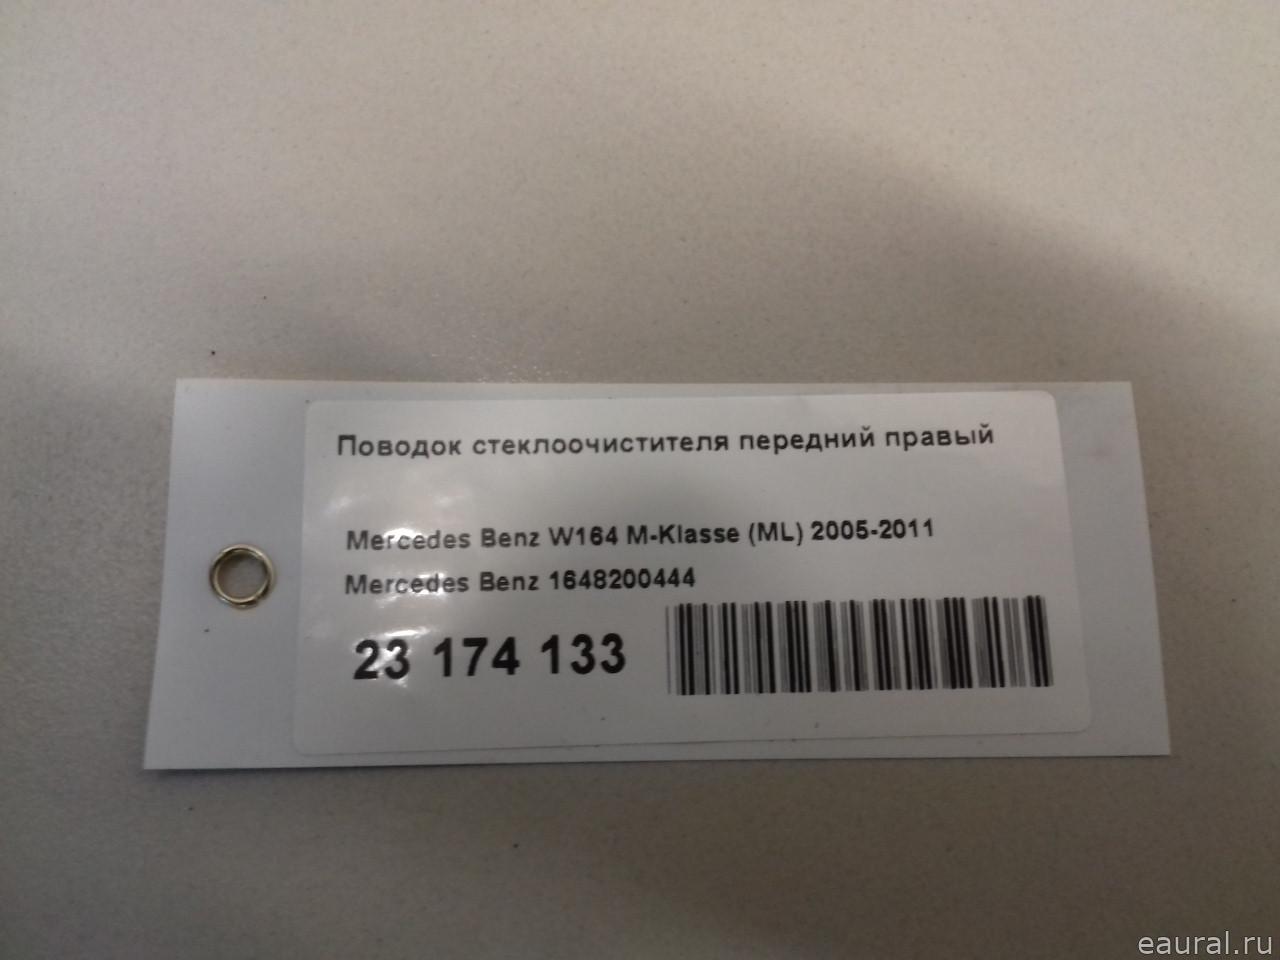 Поводок стеклоочистителя передний правый
Mercedes Benz W164 M-Klasse (ML) 2005-2011
Mercedes Benz 1648200444
23 174 133
eaural.ru